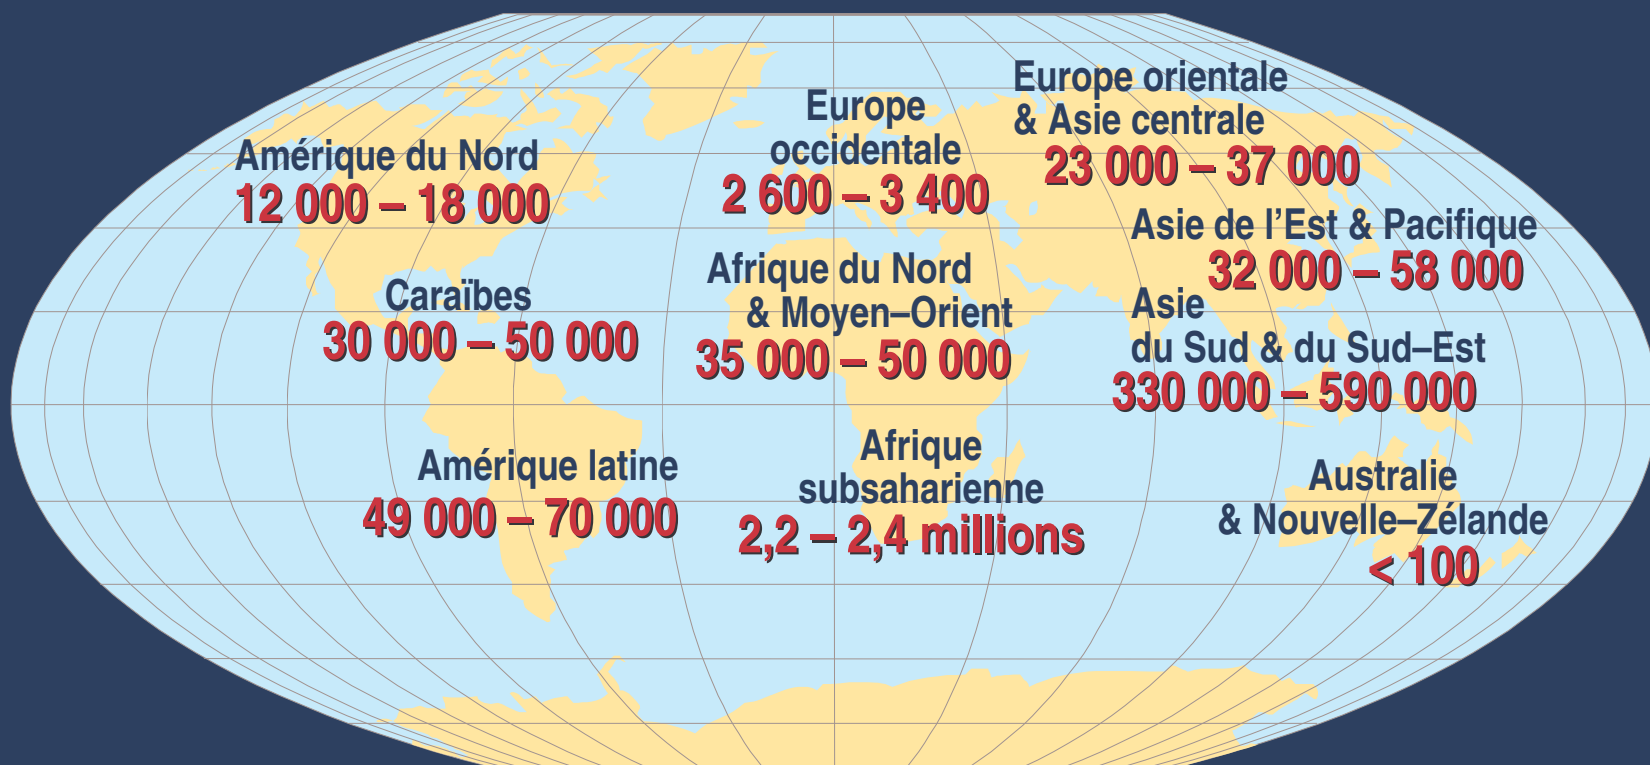 Amérique du Nord
12 000 – 18 000
Europe
occidentale
2 600 – 3 400
Europe orientale
& Asie centrale
23 000 – 37 000
Asie de l’Est & Pacifique
32 000 – 58 000
Caraïbes
30 000 – 50 000
Afrique du Nord
& Moyen–Orient
35 000 – 50 000
Asie
du Sud & du Sud–Est
330 000 – 590 000
Amérique latine
49 000 – 70 000
Afrique
subsaharienne
2,2 – 2,4 millions
Australie
& Nouvelle–Zélande
< 100